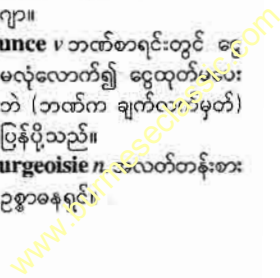 ဂျာ။
unce v ဘဏ်စာရင်းတွင် ငွေ
မလုံလောက်၍ ငွေထုတ်မပေး
ဘဲ (ဘဏ်က ချက်လက်မှတ်)
ပြန်ပို့သည်။
urgeoisie n အလတ်တန်းစား
ဥစ္စာဓနရှင်။